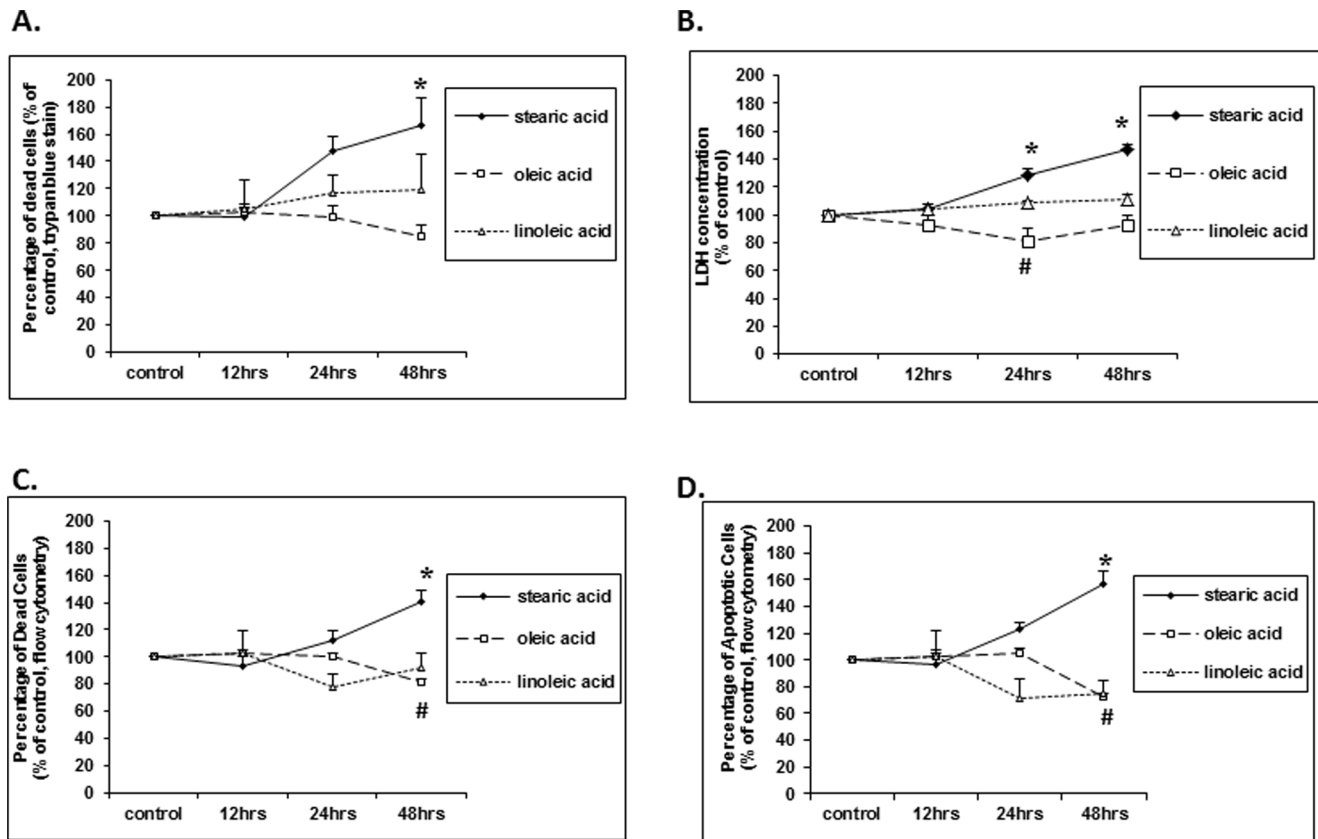 A.
Percentage of dead cells (% of
control, trypan blue stain)
200
180
160
140
120
100
80
60
40
20
0
control 12hrs 24hrs 48hrs
*
stearic acid
oleic acid
linoleic acid
B.
LDH concentration
(% of control)
200
180
160
140
120
100
80
60
40
20
0
control 12hrs 24hrs 48hrs
*
*
#
stearic acid
oleic acid
linoleic acid
C.
Percentage of Dead Cells
(% of control, flow cytometry)
200
180
160
140
120
100
80
60
40
20
0
control 12hrs 24hrs 48hrs
*
#
stearic acid
oleic acid
linoleic acid
D.
Percentage of Apoptotic Cells
(% of control, flow cytometry)
200
180
160
140
120
100
80
60
40
20
0
control 12hrs 24hrs 48hrs
*
#
stearic acid
oleic acid
linoleic acid